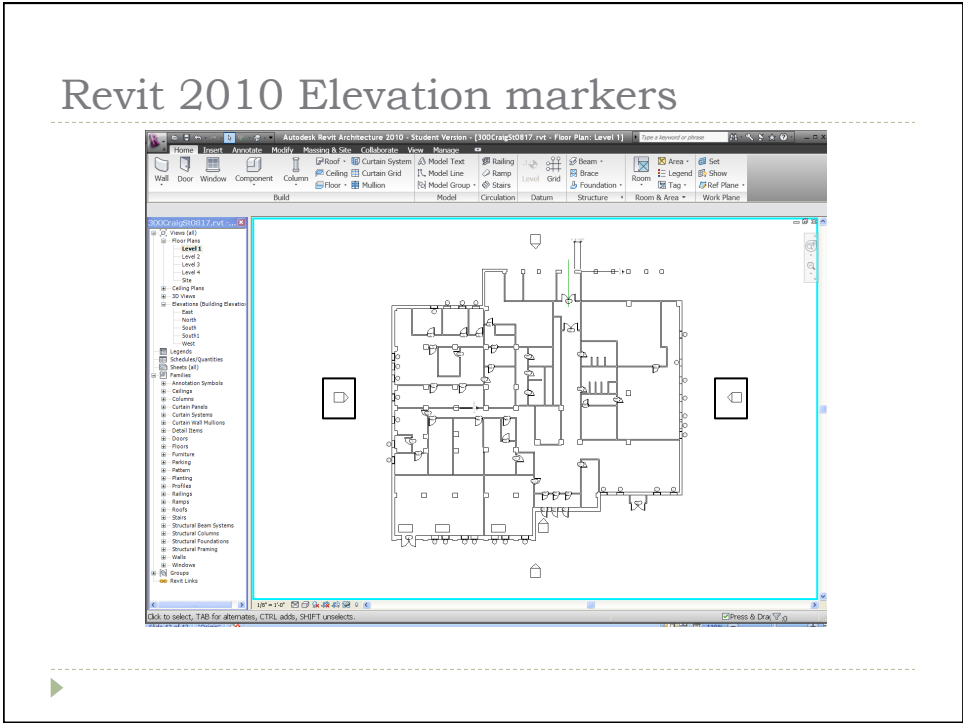 Revit 2010 Elevation markers
Autodesk Revit Architecture 2010 - Student Version - [300CraigSt0817.rvt - Floor Plan: Level 1]
Type a keyword or phrase
Home Insert Annotate Modify Massing & Site Collaborate View Manage
Roof Curtain System Model Text Railing Beam Area Set
Ceiling Curtain Grid Model Line Ramp Brace Legend Show
Wall Door Window Component Column Level Grid Room
Floor Mullion Model Group Stairs Foundation Tag Ref Plane
Build Model Circulation Datum Structure Room & Area Work Plane
300CraigSt0817.rvt - ...
Views (all)
Floor Plans
Level 1
Level 2
Level 3
Level 4
Site
Ceiling Plans
3D Views
Elevations (Building Elevation
East
North
South
South1
West
Legends
Schedules/Quantities
Sheets (all)
Families
Annotation Symbols
Ceilings
Columns
Curtain Panels
Curtain Systems
Curtain Wall Mullions
Detail Items
Doors
Floors
Furniture
Parking
Pattern
Planting
Profiles
Railings
Ramps
Roofs
Stairs
Structural Beam Systems
Structural Columns
Structural Foundations
Structural Framing
Walls
Windows
Groups
Revit Links
1/8" = 1'-0"
Click to select, TAB for alternates, CTRL adds, SHIFT unselects.
Press & Drag
:0